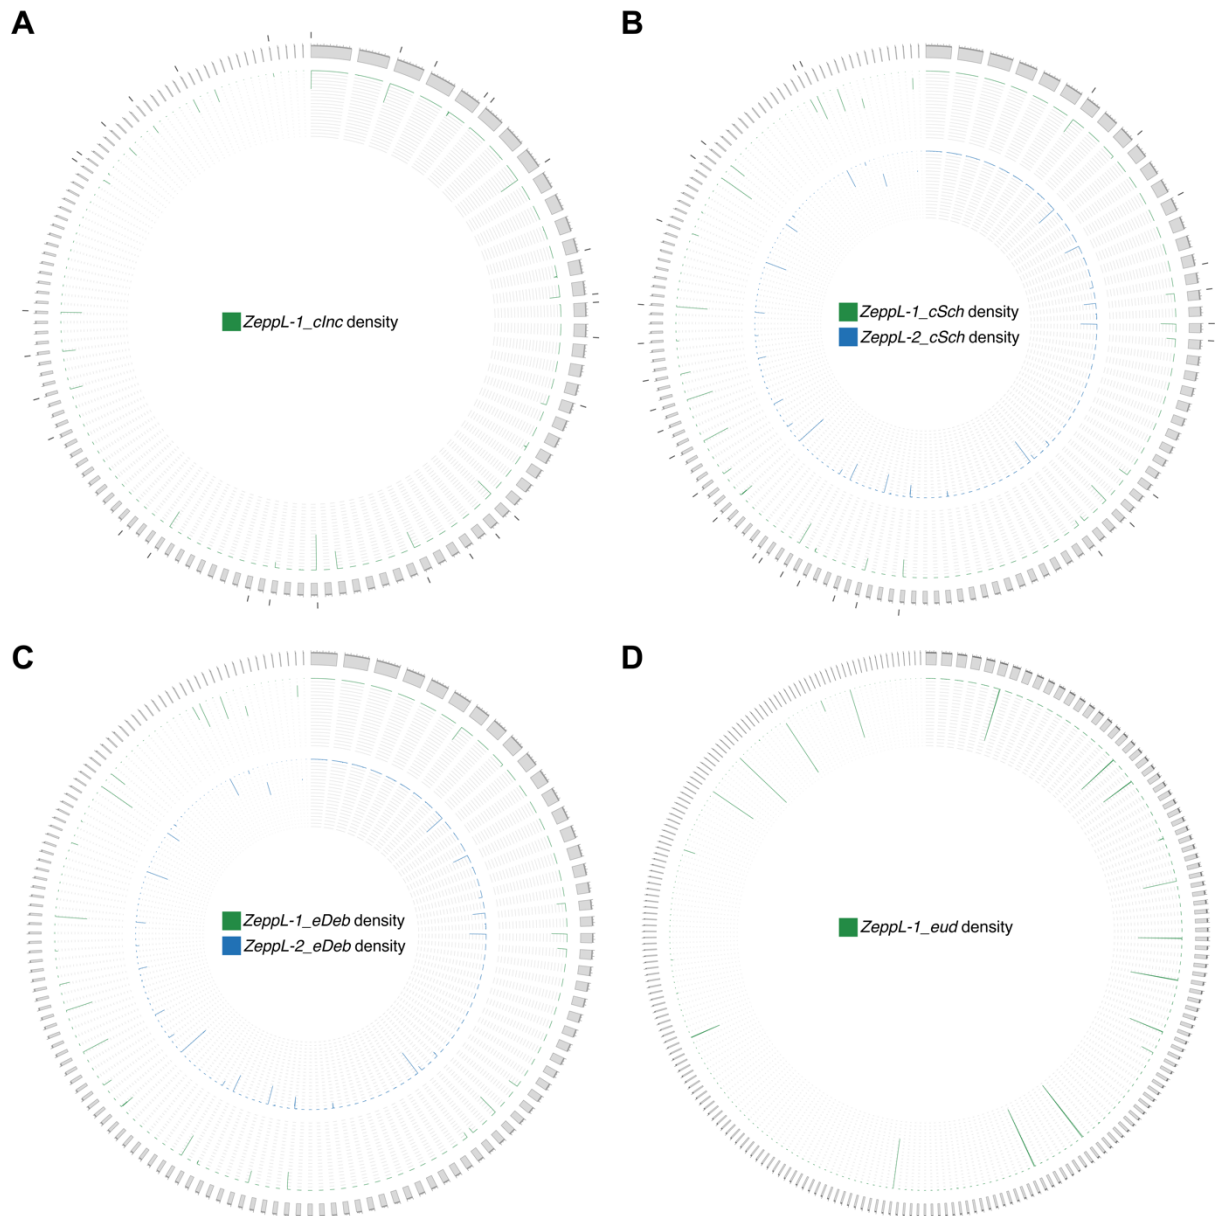 A
B
ZeppL-1_cInc density
ZeppL-1_cSch density
ZeppL-2_cSch density
C
D
ZeppL-1_eDeb density
ZeppL-2_eDeb density
ZeppL-1_eud density